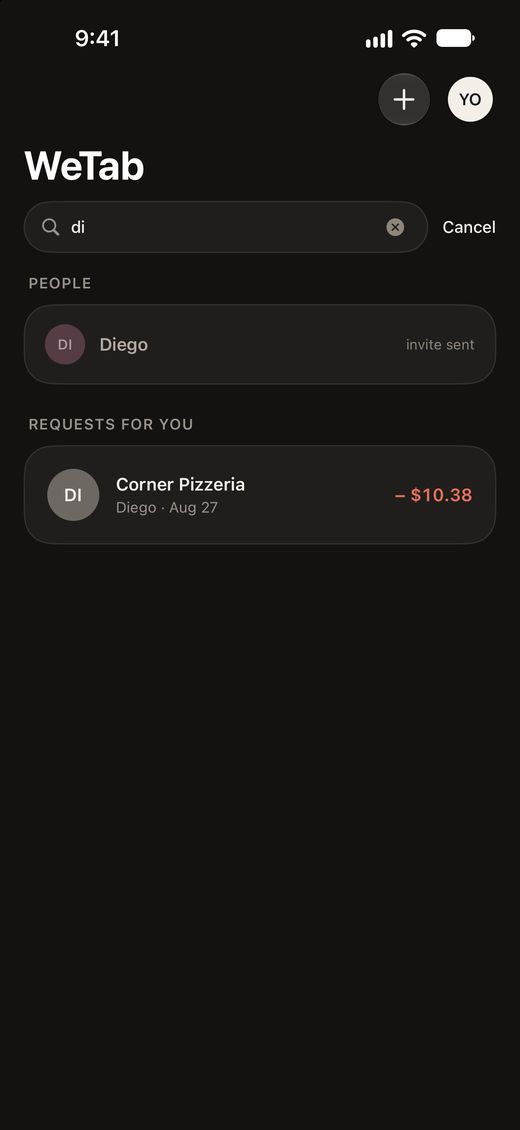 9:41
YO
WeTab
di
Cancel
PEOPLE
DI
Diego
invite sent
REQUESTS FOR YOU
DI
Corner Pizzeria
– $10.38
Diego · Aug 27